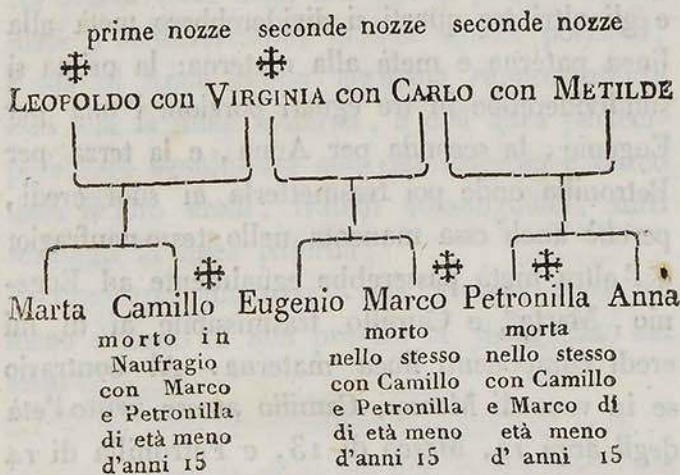 prime nozze seconde nozze seconde nozze
LEOPOLDO con VIRGINIA con CARLO con METILDE
Marta Camillo Eugenio Marco Petronilla Anna
morto in
Naufragio
con Marco
e Petronilla
di età meno
d'anni 15
morto
nello stesso
con Camillo
e Petronilla
di età meno
d'anni 15
morta
nello stesso
con Camillo
e Marco di
età meno
d' anni 15